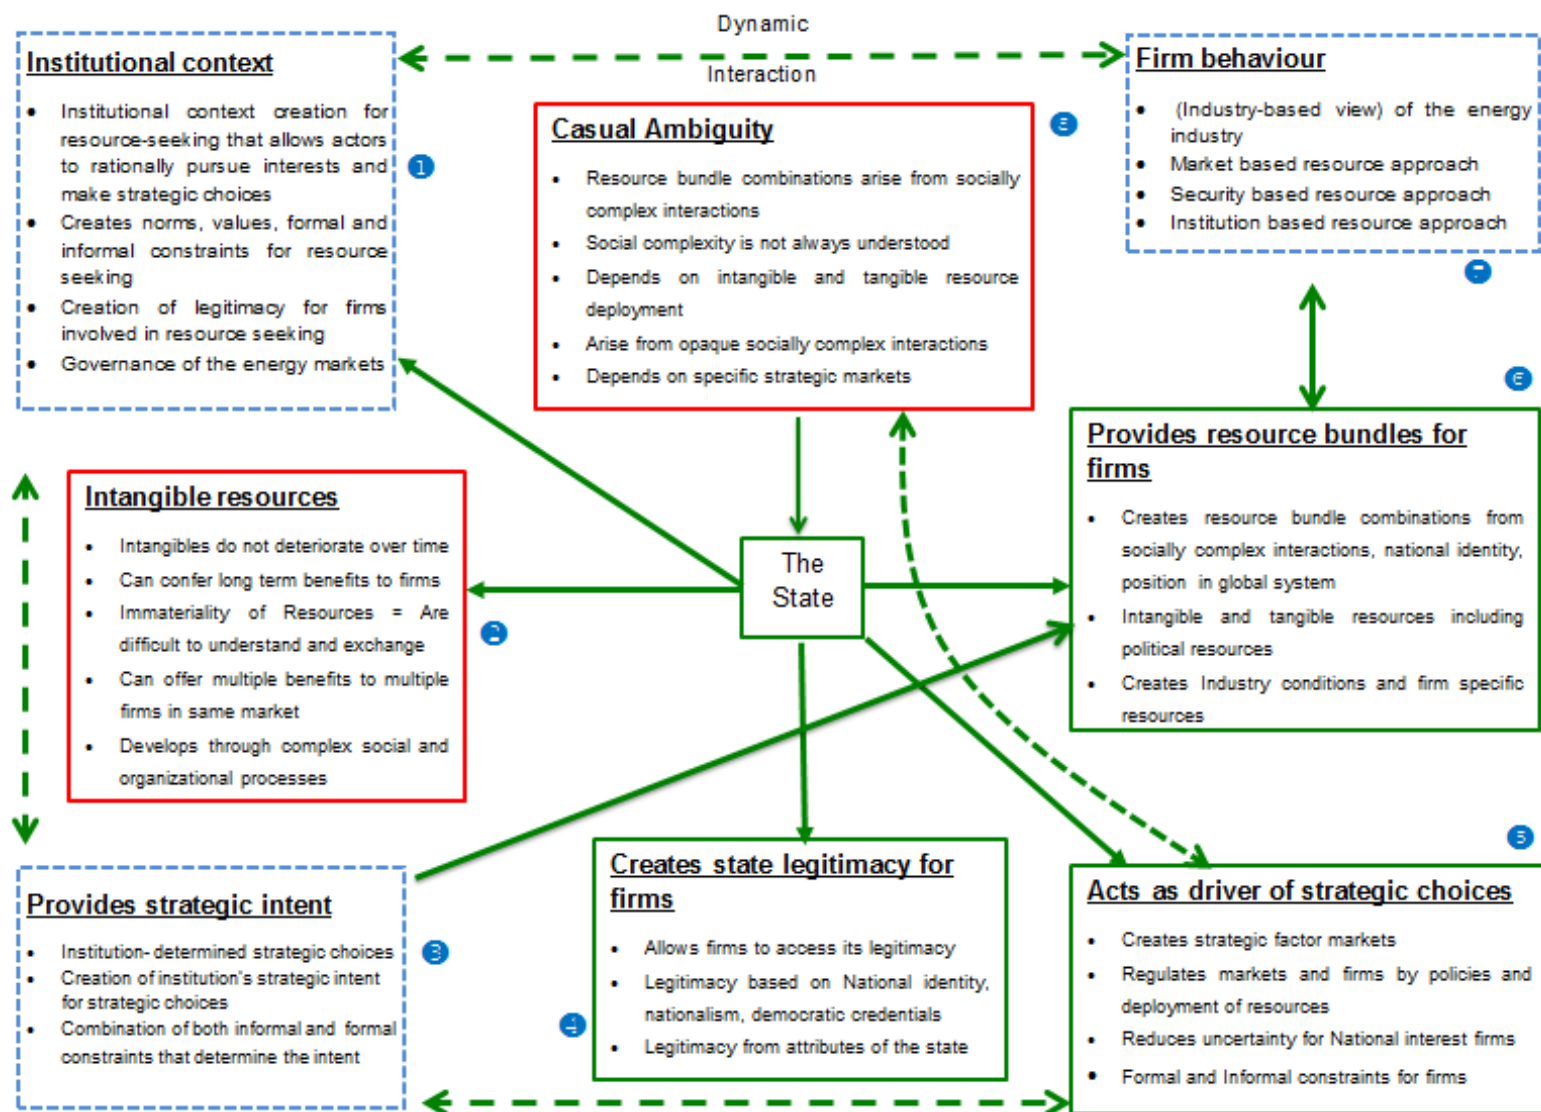 Dynamic
Interaction
Institutional context
• Institutional context creation for
resource-seeking that allows actors
to rationally pursue interests and
make strategic choices
• Creates norms, values, formal and
informal constraints for resource
seeking
• Creation of legitimacy for firms
involved in resource seeking
• Governance of the energy markets
1
Casual Ambiguity
• Resource bundle combinations arise from socially
complex interactions
• Social complexity is not always understood
• Depends on intangible and tangible resource
deployment
• Arise from opaque socially complex interactions
• Depends on specific strategic markets
8
Firm behaviour
• (Industry-based view) of the energy
industry
• Market based resource approach
• Security based resource approach
• Institution based resource approach
7
Intangible resources
• Intangibles do not deteriorate over time
• Can confer long term benefits to firms
• Immateriality of Resources = Are
difficult to understand and exchange
• Can offer multiple benefits to multiple
firms in same market
• Develops through complex social and
organizational processes
2
The
State
6
Provides resource bundles for
firms
• Creates resource bundle combinations from
socially complex interactions, national identity,
position in global system
• Intangible and tangible resources including
political resources
• Creates Industry conditions and firm specific
resources
Provides strategic intent
• Institution- determined strategic choices
• Creation of institution's strategic intent
for strategic choices
• Combination of both informal and formal
constraints that determine the intent
3
Creates state legitimacy for
firms
• Allows firms to access its legitimacy
• Legitimacy based on National identity,
nationalism, democratic credentials
• Legitimacy from attributes of the state
4
5
Acts as driver of strategic choices
• Creates strategic factor markets
• Regulates markets and firms by policies and
deployment of resources
• Reduces uncertainty for National interest firms
• Formal and Informal constraints for firms